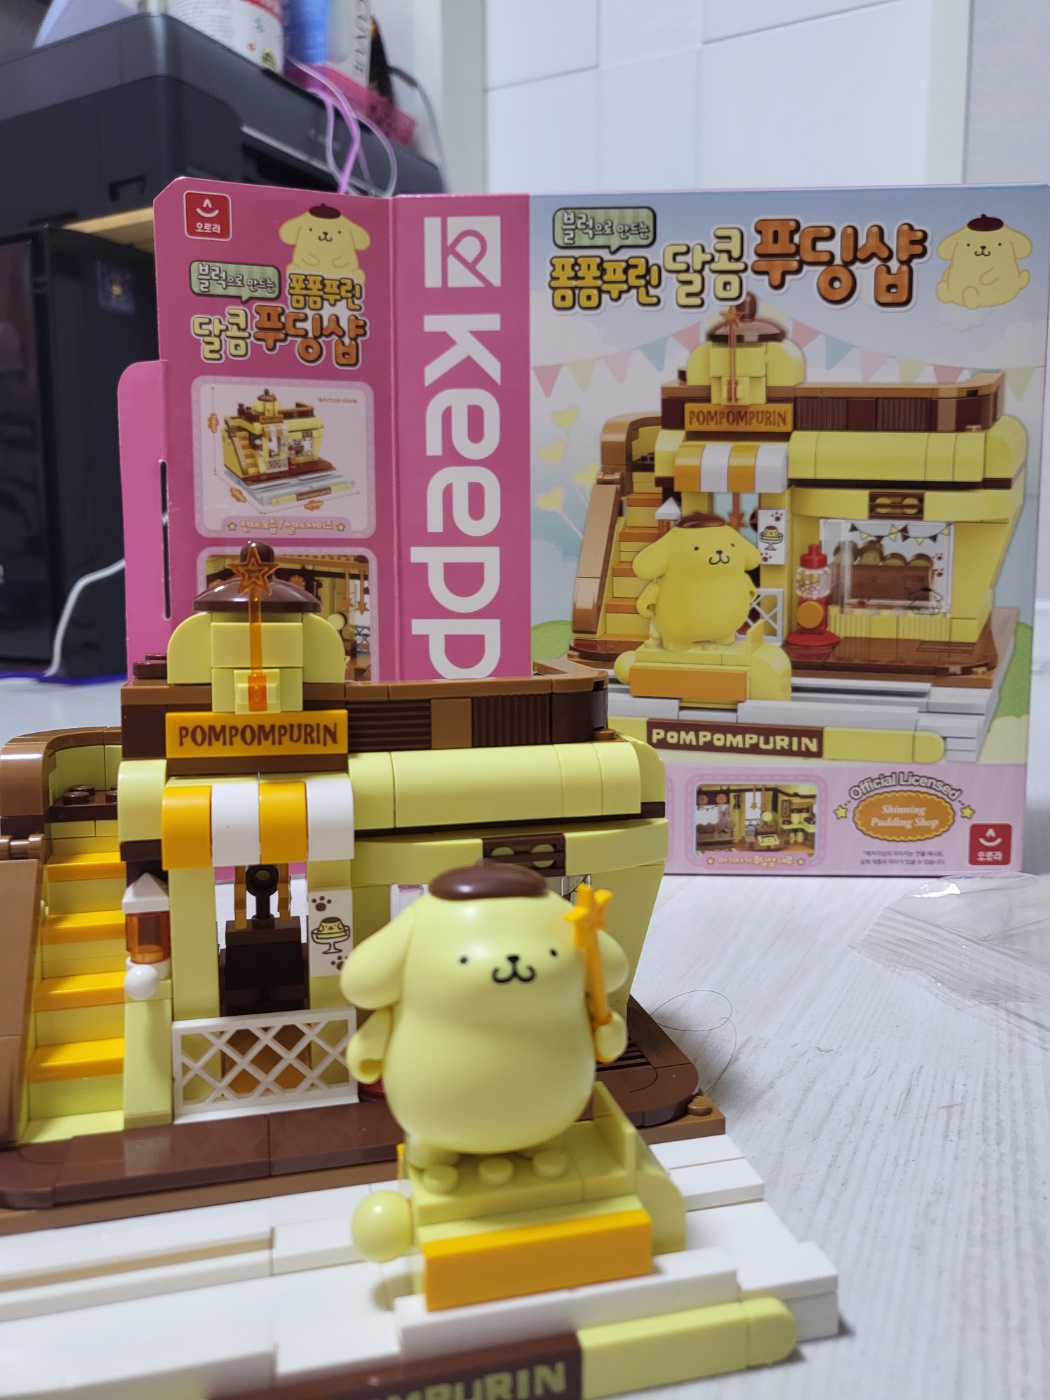 오로라
블럭으로 만드는
폼폼푸린
달콤 푸딩샵
Keepp
블럭으로 만드는
폼폼푸린 달콤 푸딩샵
POMPOMPURIN
POMPOMPURIN
Official Licensed
Shinning
Pudding Shop
오로라
POMPOMPURIN
MPURIN